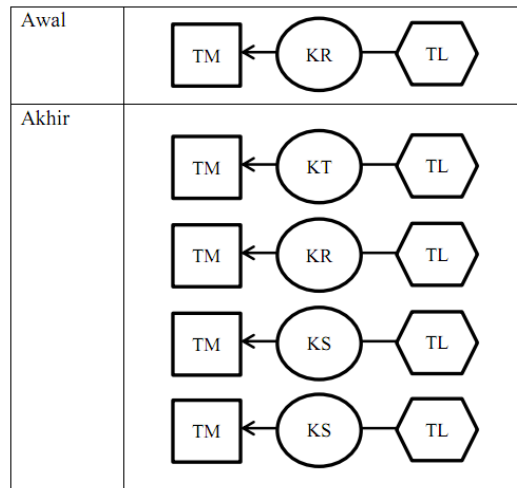 Awal
TM KR TL
Akhir
TM KT TL
TM KR TL
TM KS TL
TM KS TL